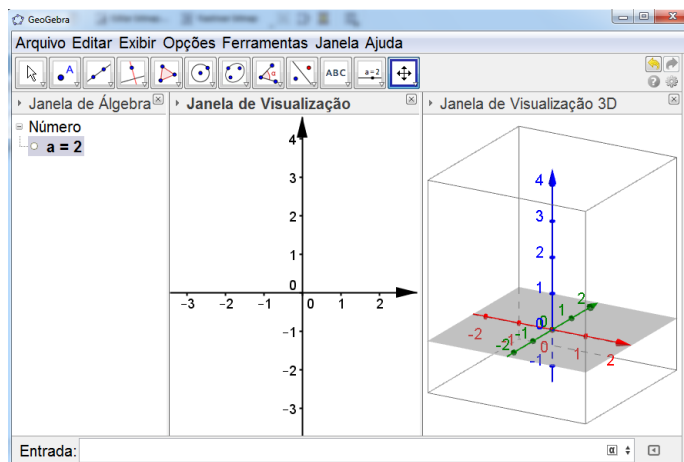 GeoGebra
Arquivo Editar Exibir Opções Ferramentas Janela Ajuda
A
α
ABC
a=2
Janela de Álgebra
Janela de Visualização
Janela de Visualização 3D
Número
a = 2
4
3
2
1
0
-3 -2 -1 0 1 2
-1
-2
-3
4
3
2
1
0
-1
-2 -1 0 1 2
-2 -1 0 1 2
Entrada:
α